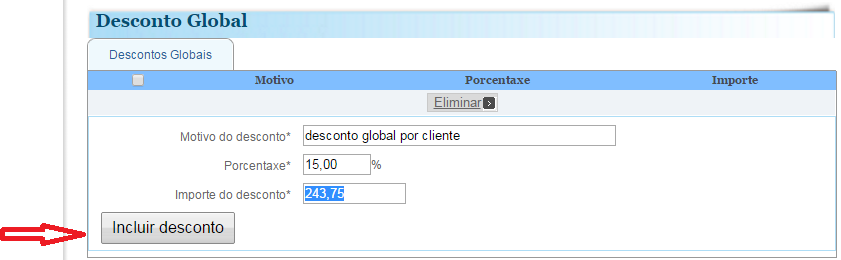 Desconto Global
Descontos Globais
Motivo Porcentaxe Importe
Eliminar
Motivo do desconto* desconto global por cliente
Porcentaxe* 15,00 %
Importe do desconto* 243,75
Incluir desconto